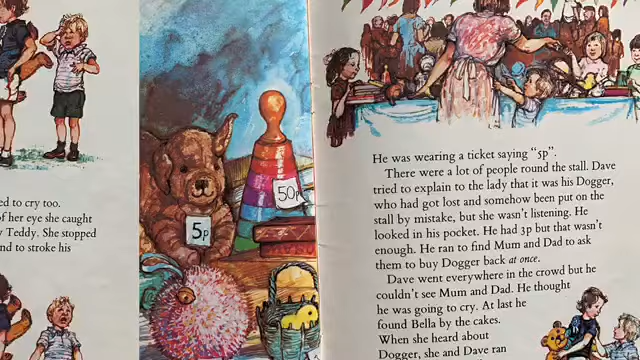 ed to cry too.
of her eye she caught
y Teddy. She stopped
nd to stroke his
5p
50p
He was wearing a ticket saying "5p".
There were a lot of people round the stall. Dave
tried to explain to the lady that it was his Dogger,
who had got lost and somehow been put on the
stall by mistake, but she wasn't listening. He
looked in his pocket. He had 3p but that wasn't
enough. He ran to find Mum and Dad to ask
them to buy Dogger back at once.
Dave went everywhere in the crowd but he
couldn't see Mum and Dad. He thought
he was going to cry. At last he
found Bella by the cakes.
When she heard about
Dogger, she and Dave ran